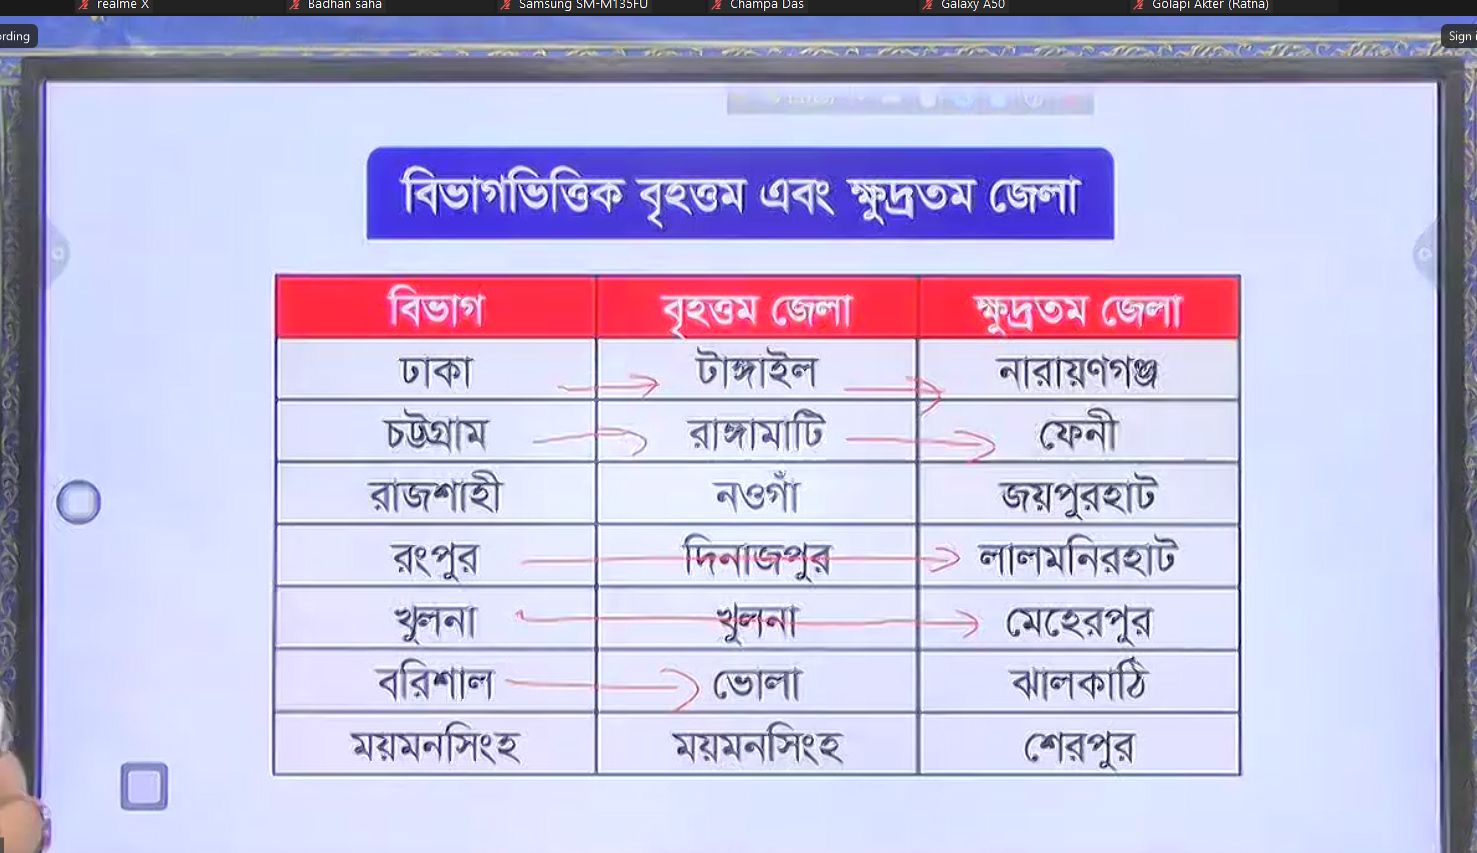 realme X Badhan saha Samsung SM-M135FU Champa Das Galaxy A50 Golapi Akter (Ratna)
ording Sign i
বিভাগভিত্তিক বৃহত্তম এবং ক্ষুদ্রতম জেলা
বিভাগ বৃহত্তম জেলা ক্ষুদ্রতম জেলা
ঢাকা টাঙ্গাইল নারায়ণগঞ্জ
চট্টগ্রাম রাঙ্গামাটি ফেনী
রাজশাহী নওগাঁ জয়পুরহাট
রংপুর দিনাজপুর লালমনিরহাট
খুলনা খুলনা মেহেরপুর
বরিশাল ভোলা ঝালকাঠি
ময়মনসিংহ ময়মনসিংহ শেরপুর